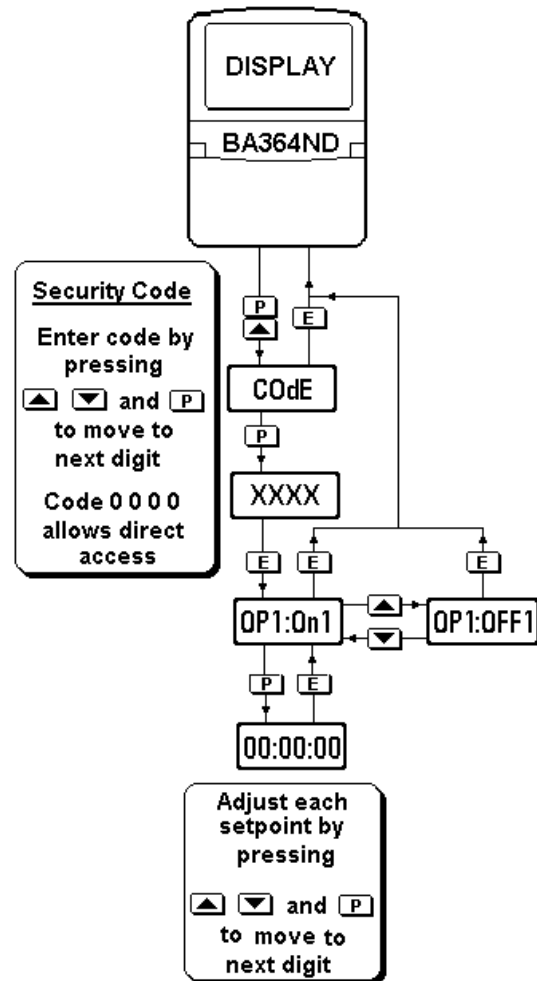 DISPLAY
BA364ND
Security Code
Enter code by
pressing
and P
to move to
next digit
Code 0 0 0 0
allows direct
access
P
E
COdE
P
XXXX
E
E
E
OP1:On1
OP1:OFF1
P
E
00:00:00
Adjust each
setpoint by
pressing
and P
to move to
next digit